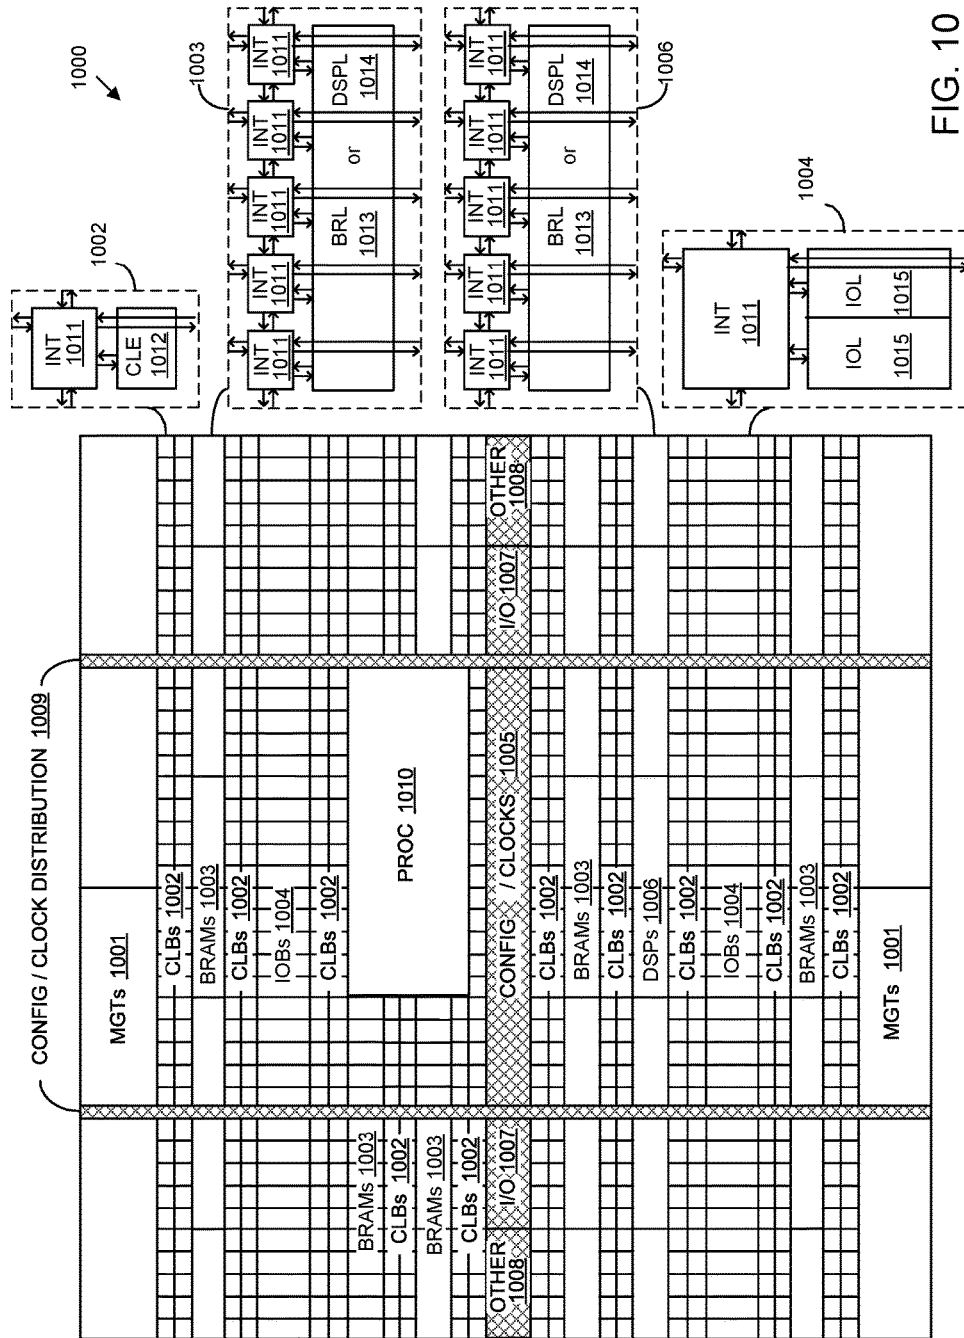 CONFIG / CLOCK DISTRIBUTION 1009
MGTs 1001
CLBs 1002
BRAMs 1003
CLBs 1002
IOBs 1004
CLBs 1002
BRAMs 1003
CLBs 1002
BRAMs 1003
CLBs 1002
PROC 1010
OTHER
1008
I/O 1007
CONFIG / CLOCKS 1005
I/O 1007
OTHER
1008
CLBs 1002
BRAMs 1003
CLBs 1002
DSPs 1006
CLBs 1002
IOBs 1004
CLBs 1002
BRAMs 1003
CLBs 1002
MGTs 1001
1000
INT
1011
CLE
1012
1002
1003
INT
1011
INT
1011
INT
1011
INT
1011
INT
1011
BRL
1013
or
DSPL
1014
INT
1011
INT
1011
INT
1011
INT
1011
INT
1011
BRL
1013
or
DSPL
1014
1006
INT
1011
IOL
1015
IOL
1015
1004
FIG. 10